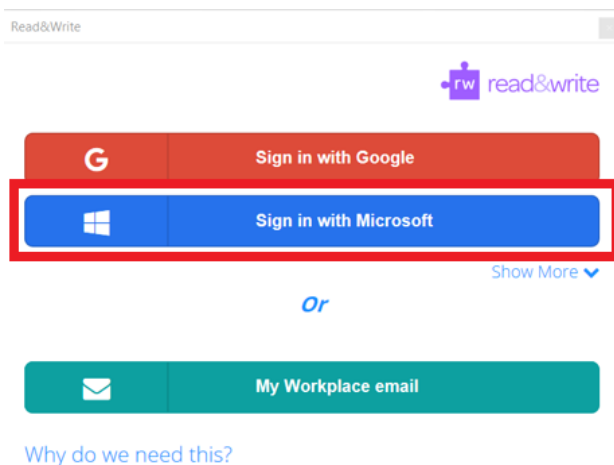 Read&Write
rw read&write
G Sign in with Google
Sign in with Microsoft
Show More
Or
My Workplace email
Why do we need this?